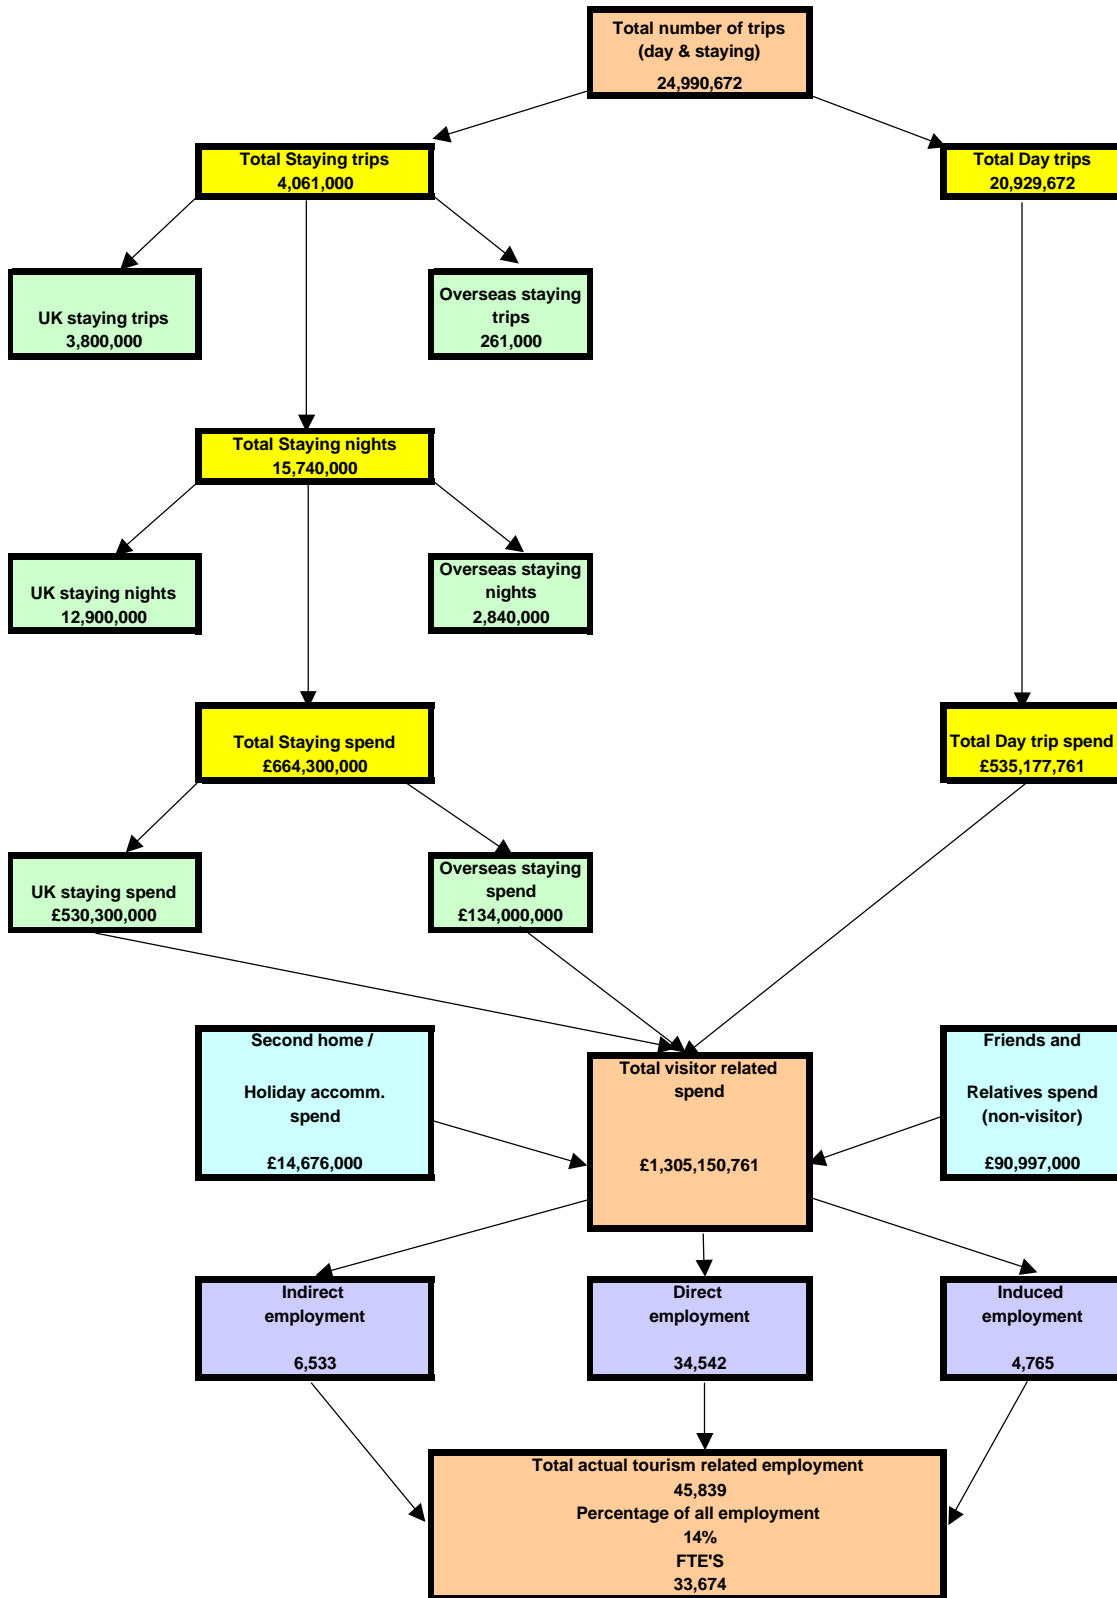 Total number of trips
(day & staying)
24,990,672
Total Staying trips
4,061,000
Total Day trips
20,929,672
UK staying trips
3,800,000
Overseas staying
trips
261,000
Total Staying nights
15,740,000
UK staying nights
12,900,000
Overseas staying
nights
2,840,000
Total Staying spend
£664,300,000
Total Day trip spend
£535,177,761
UK staying spend
£530,300,000
Overseas staying
spend
£134,000,000
Second home /
Holiday accomm.
spend
£14,676,000
Total visitor related
spend
£1,305,150,761
Friends and
Relatives spend
(non-visitor)
£90,997,000
Indirect
employment
6,533
Direct
employment
34,542
Induced
employment
4,765
Total actual tourism related employment
45,839
Percentage of all employment
14%
FTE'S
33,674